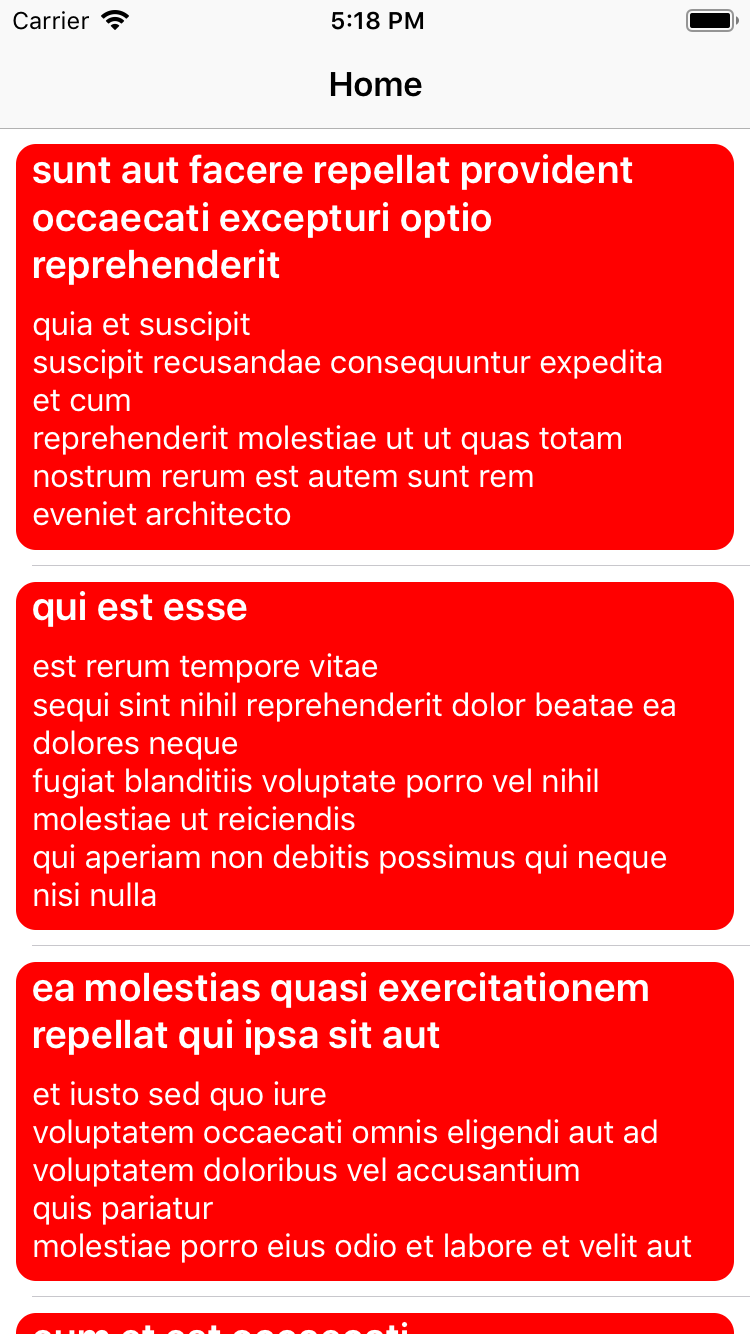 Carrier 5:18 PM
Home
sunt aut facere repellat provident
occaecati excepturi optio
reprehenderit
quia et suscipit
suscipit recusandae consequuntur expedita
et cum
reprehenderit molestiae ut ut quas totam
nostrum rerum est autem sunt rem
eveniet architecto
qui est esse
est rerum tempore vitae
sequi sint nihil reprehenderit dolor beatae ea
dolores neque
fugiat blanditiis voluptate porro vel nihil
molestiae ut reiciendis
qui aperiam non debitis possimus qui neque
nisi nulla
ea molestias quasi exercitationem
repellat qui ipsa sit aut
et iusto sed quo iure
voluptatem occaecati omnis eligendi aut ad
voluptatem doloribus vel accusantium
quis pariatur
molestiae porro eius odio et labore et velit aut